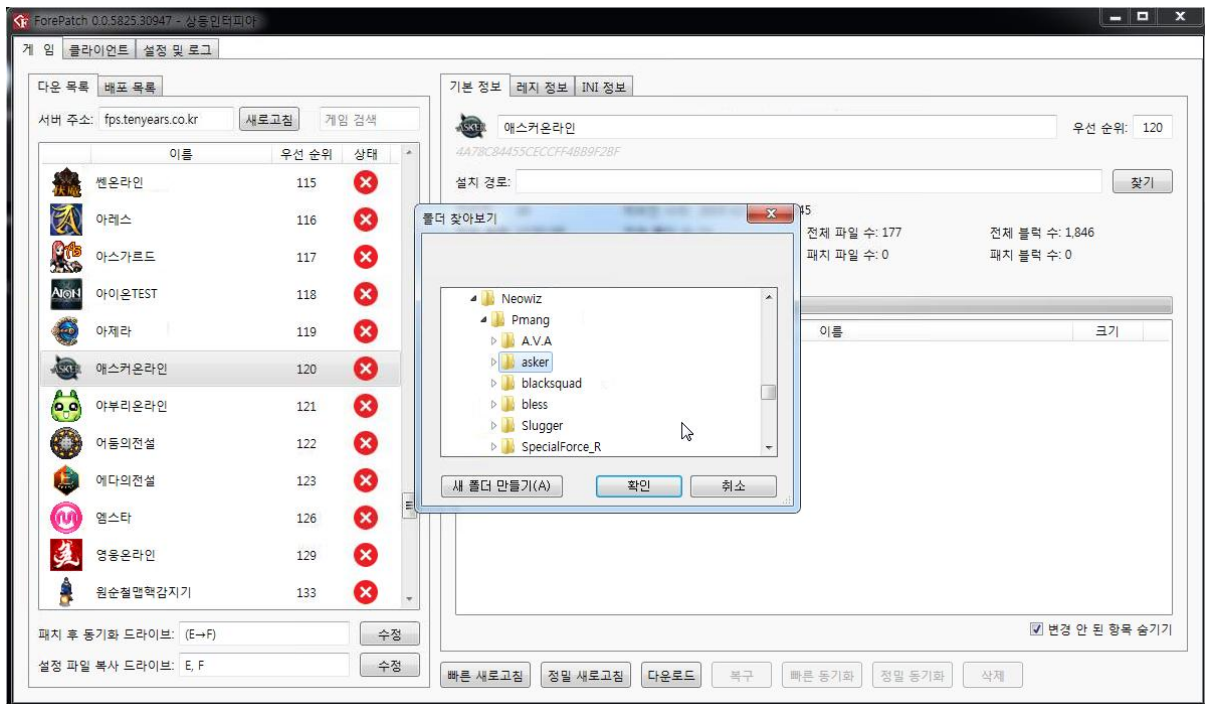 ForePatch 0.0.5825.30947 - 상동인터피아
게 임 클라이언트 설정 및 로그
다운 목록 배포 목록
서버 주소: fps.tenyears.co.kr 새로고침 게임 검색
이름 우선 순위 상태
쎈온라인 115
아레스 116
아스가르드 117
AION 아이온TEST 118
아제라 119
애스커온라인 120
야부리온라인 121
어둠의전설 122
에다의전설 123
엠스타 126
영웅온라인 129
원순철맵핵감지기 133
패치 후 동기화 드라이브: (E→F) 수정
설정 파일 복사 드라이브: E, F 수정
기본 정보 레지 정보 INI 정보
애스커온라인 우선 순위: 120
4A78C84455CECCFF4BB9F2BF
설치 경로: 찾기
전체 파일 수: 177 전체 블럭 수: 1,846
패치 파일 수: 0 패치 블럭 수: 0
이름 크기
폴더 찾아보기
Neowiz
Pmang
A.V.A
asker
blacksquad
bless
Slugger
SpecialForce_R
새 폴더 만들기(A) 확인 취소
변경 안 된 항목 숨기기
빠른 새로고침 정밀 새로고침 다운로드 복구 빠른 동기화 정밀 동기화 삭제